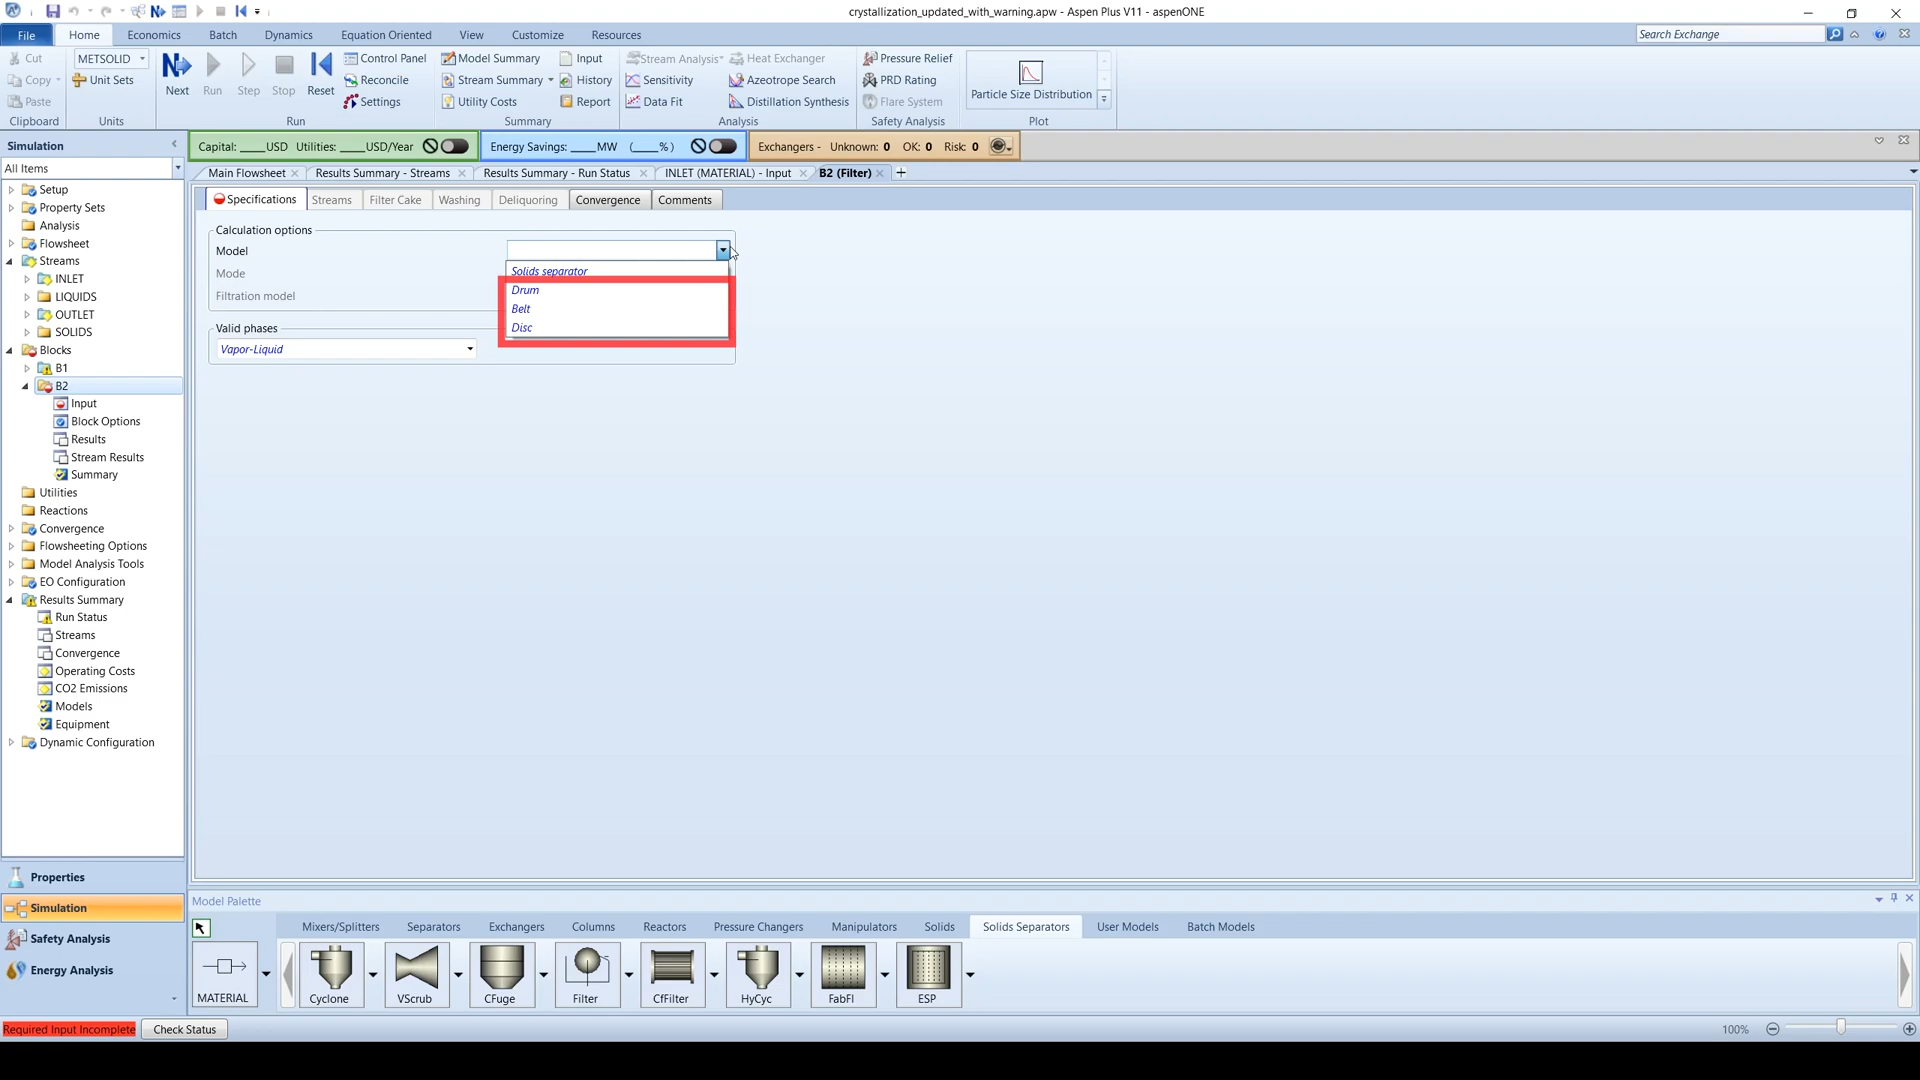 crystallization_updated_with_warning.apw - Aspen Plus V11 - aspenONE
File Home Economics Batch Dynamics Equation Oriented View Customize Resources Search Exchange
Cut METSOLID Control Panel Model Summary Input Stream Analysis Heat Exchanger Pressure Relief
Copy Unit Sets Reconcile Stream Summary History Sensitivity Azeotrope Search PRD Rating
Paste Next Run Step Stop Reset Settings Utility Costs Report Data Fit Distillation Synthesis Flare System Particle Size Distribution
Clipboard Units Run Summary Analysis Safety Analysis Plot
Simulation Capital: ____USD Utilities: ____USD/Year Energy Savings: ____MW (____%) Exchangers - Unknown: 0 OK: 0 Risk: 0
All Items Main Flowsheet Results Summary - Streams Results Summary - Run Status INLET (MATERIAL) - Input B2 (Filter) +
Setup
Property Sets
Analysis
Flowsheet
Streams
INLET
LIQUIDS
OUTLET
SOLIDS
Blocks
B1
B2
Input
Block Options
Results
Stream Results
Summary
Utilities
Reactions
Convergence
Flowsheeting Options
Model Analysis Tools
EO Configuration
Results Summary
Run Status
Streams
Convergence
Operating Costs
CO2 Emissions
Models
Equipment
Dynamic Configuration
Properties
Simulation
Safety Analysis
Energy Analysis
Specifications Streams Filter Cake Washing Deliquoring Convergence Comments
Calculation options
Model
Mode
Filtration model
Solids separator
Drum
Belt
Disc
Valid phases
Vapor-Liquid
Model Palette
Mixers/Splitters Separators Exchangers Columns Reactors Pressure Changers Manipulators Solids Solids Separators User Models Batch Models
MATERIAL Cyclone VScrub CFuge Filter CfFilter HyCyc FabFl ESP
Required Input Incomplete Check Status 100%